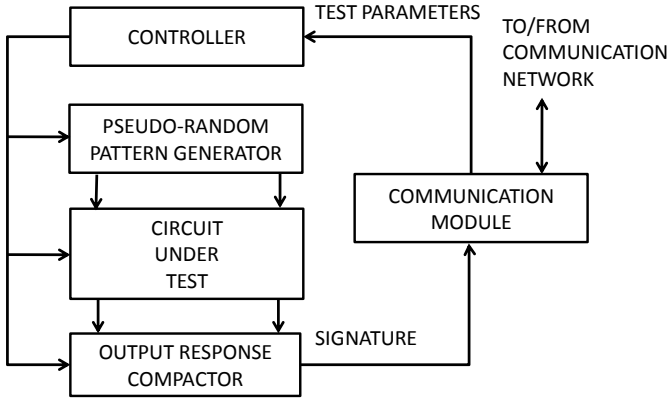 TEST PARAMETERS
CONTROLLER
TO/FROM
COMMUNICATION
NETWORK
PSEUDO-RANDOM
PATTERN GENERATOR
COMMUNICATION
MODULE
CIRCUIT
UNDER
TEST
SIGNATURE
OUTPUT RESPONSE
COMPACTOR